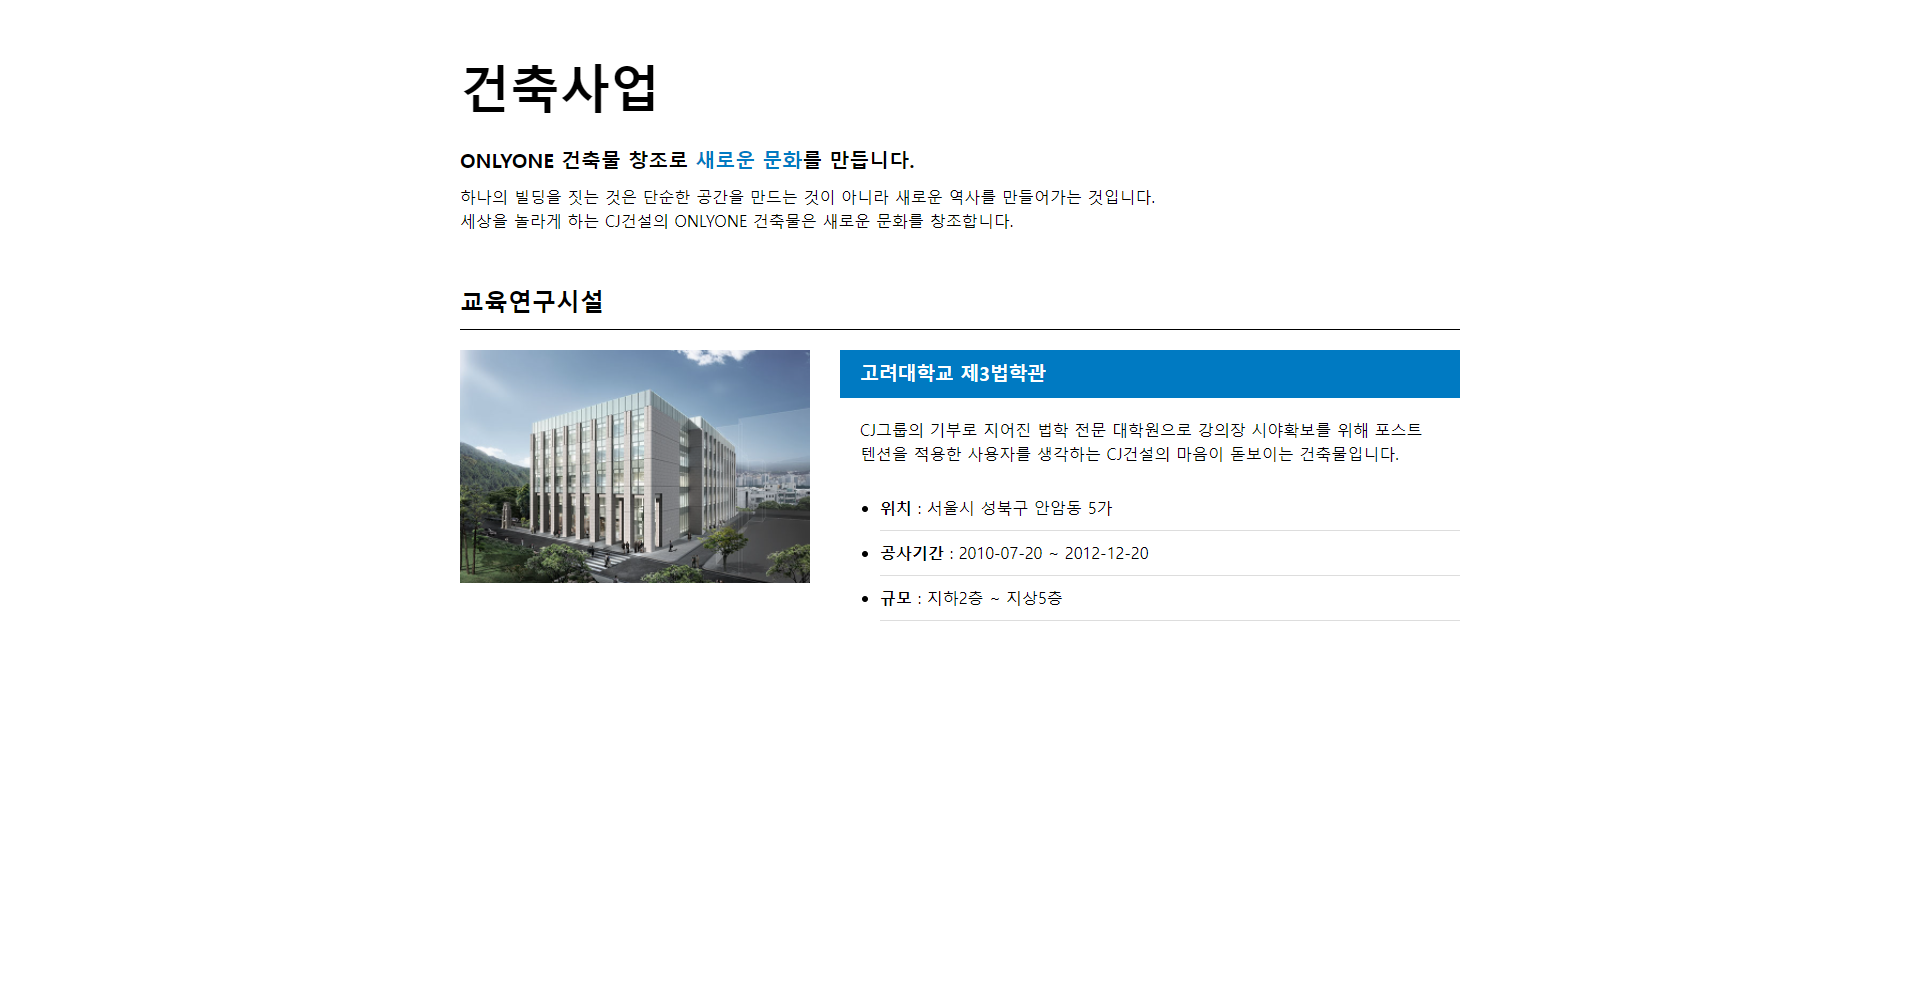 건축사업
ONLYONE 건축물 창조로 새로운 문화를 만듭니다.
하나의 빌딩을 짓는 것은 단순한 공간을 만드는 것이 아니라 새로운 역사를 만들어가는 것입니다.
세상을 놀라게 하는 CJ건설의 ONLYONE 건축물은 새로운 문화를 창조합니다.
교육연구시설
고려대학교 제3법학관
CJ그룹의 기부로 지어진 법학 전문 대학원으로 강의장 시야확보를 위해 포스트
텐션을 적용한 사용자를 생각하는 CJ건설의 마음이 돋보이는 건축물입니다.
• 위치 : 서울시 성북구 안암동 5가
• 공사기간 : 2010-07-20 ~ 2012-12-20
• 규모 : 지하2층 ~ 지상5층